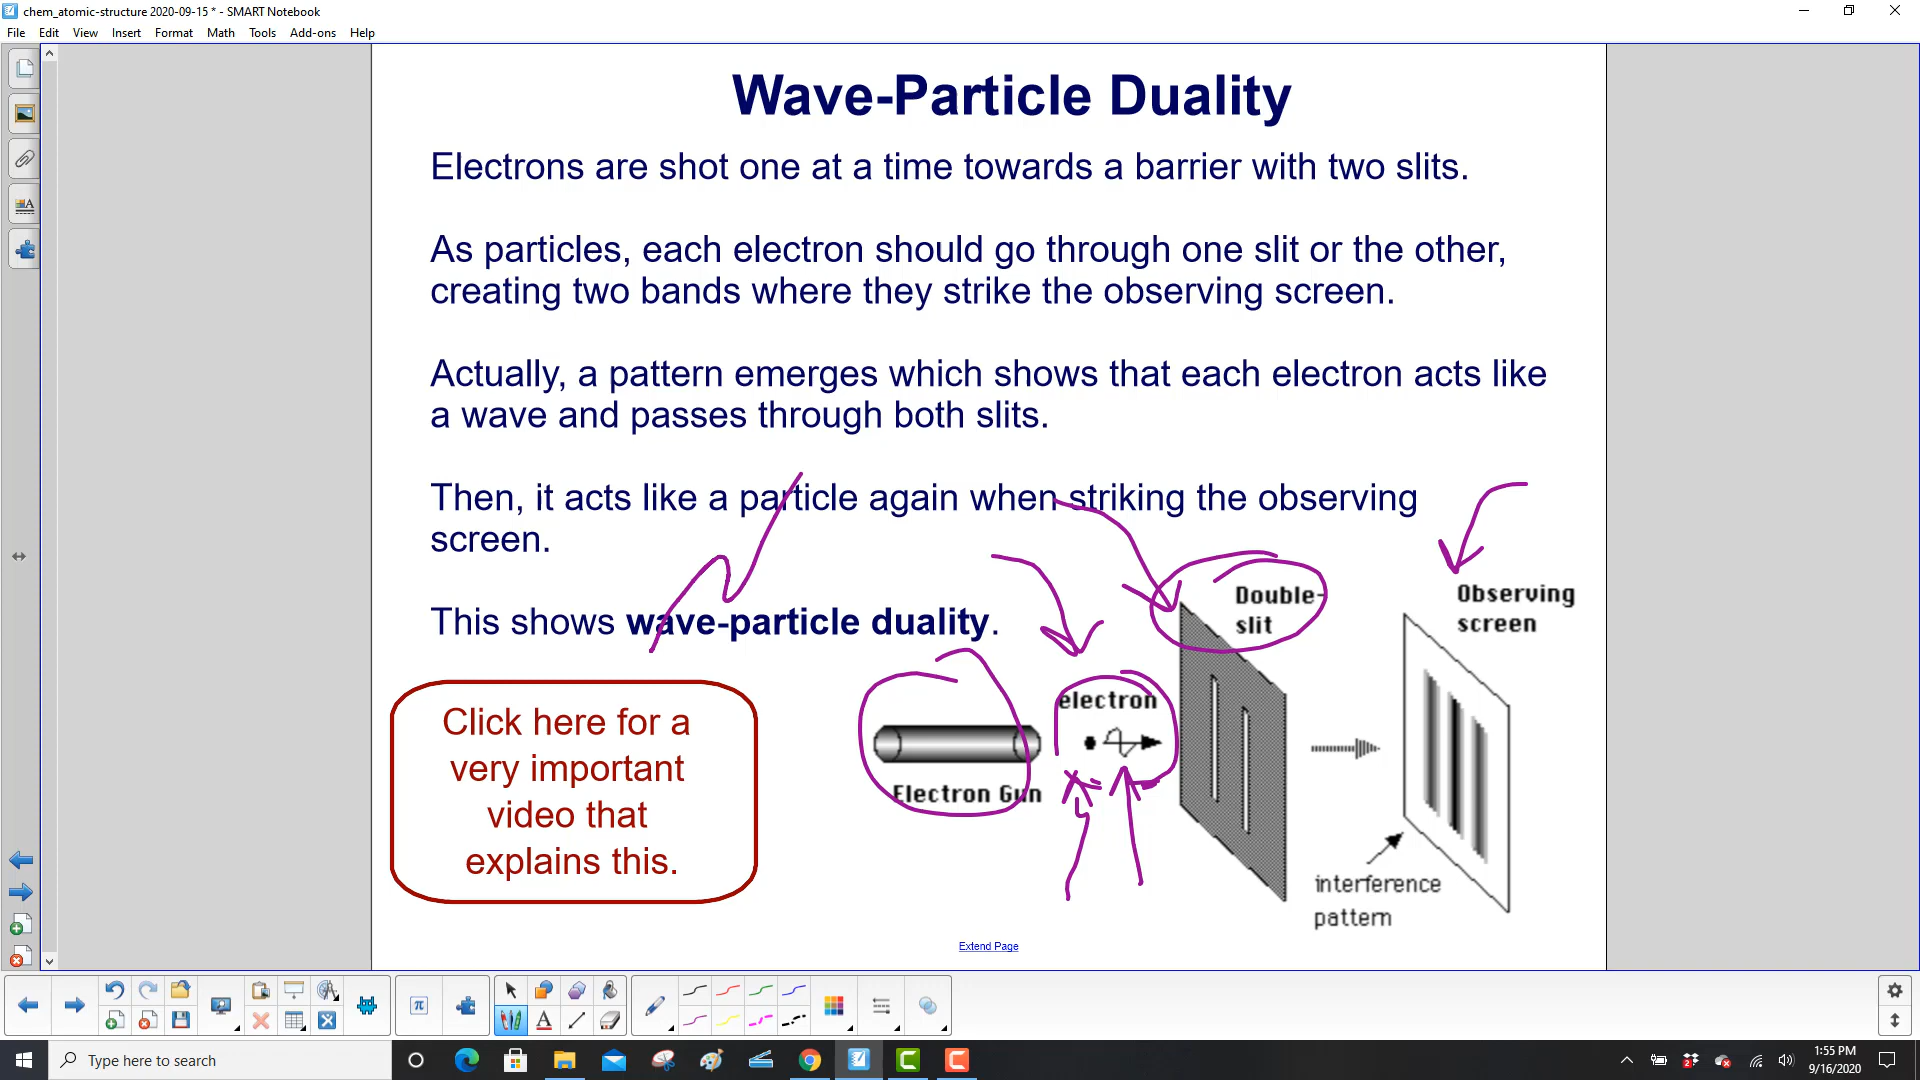 chem_atomic-structure 2020-09-15 * - SMART Notebook
File Edit View Insert Format Math Tools Add-ons Help
Wave-Particle Duality
Electrons are shot one at a time towards a barrier with two slits.
As particles, each electron should go through one slit or the other,
creating two bands where they strike the observing screen.
Actually, a pattern emerges which shows that each electron acts like
a wave and passes through both slits.
Then, it acts like a particle again when striking the observing
screen.
This shows wave-particle duality.
Click here for a
very important
video that
explains this.
Electron Gun
electron
Double-
slit
Observing
screen
interference
pattern
Extend Page
π
A
Type here to search
1:55 PM
9/16/2020